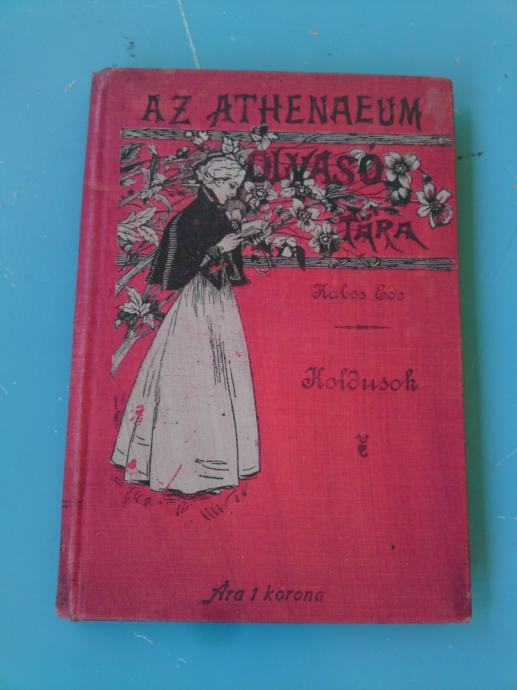 AZ ATHENAEUM
OLVASÓ
TÁRA
Kabos Ede
Koldusok
Ára 1 korona